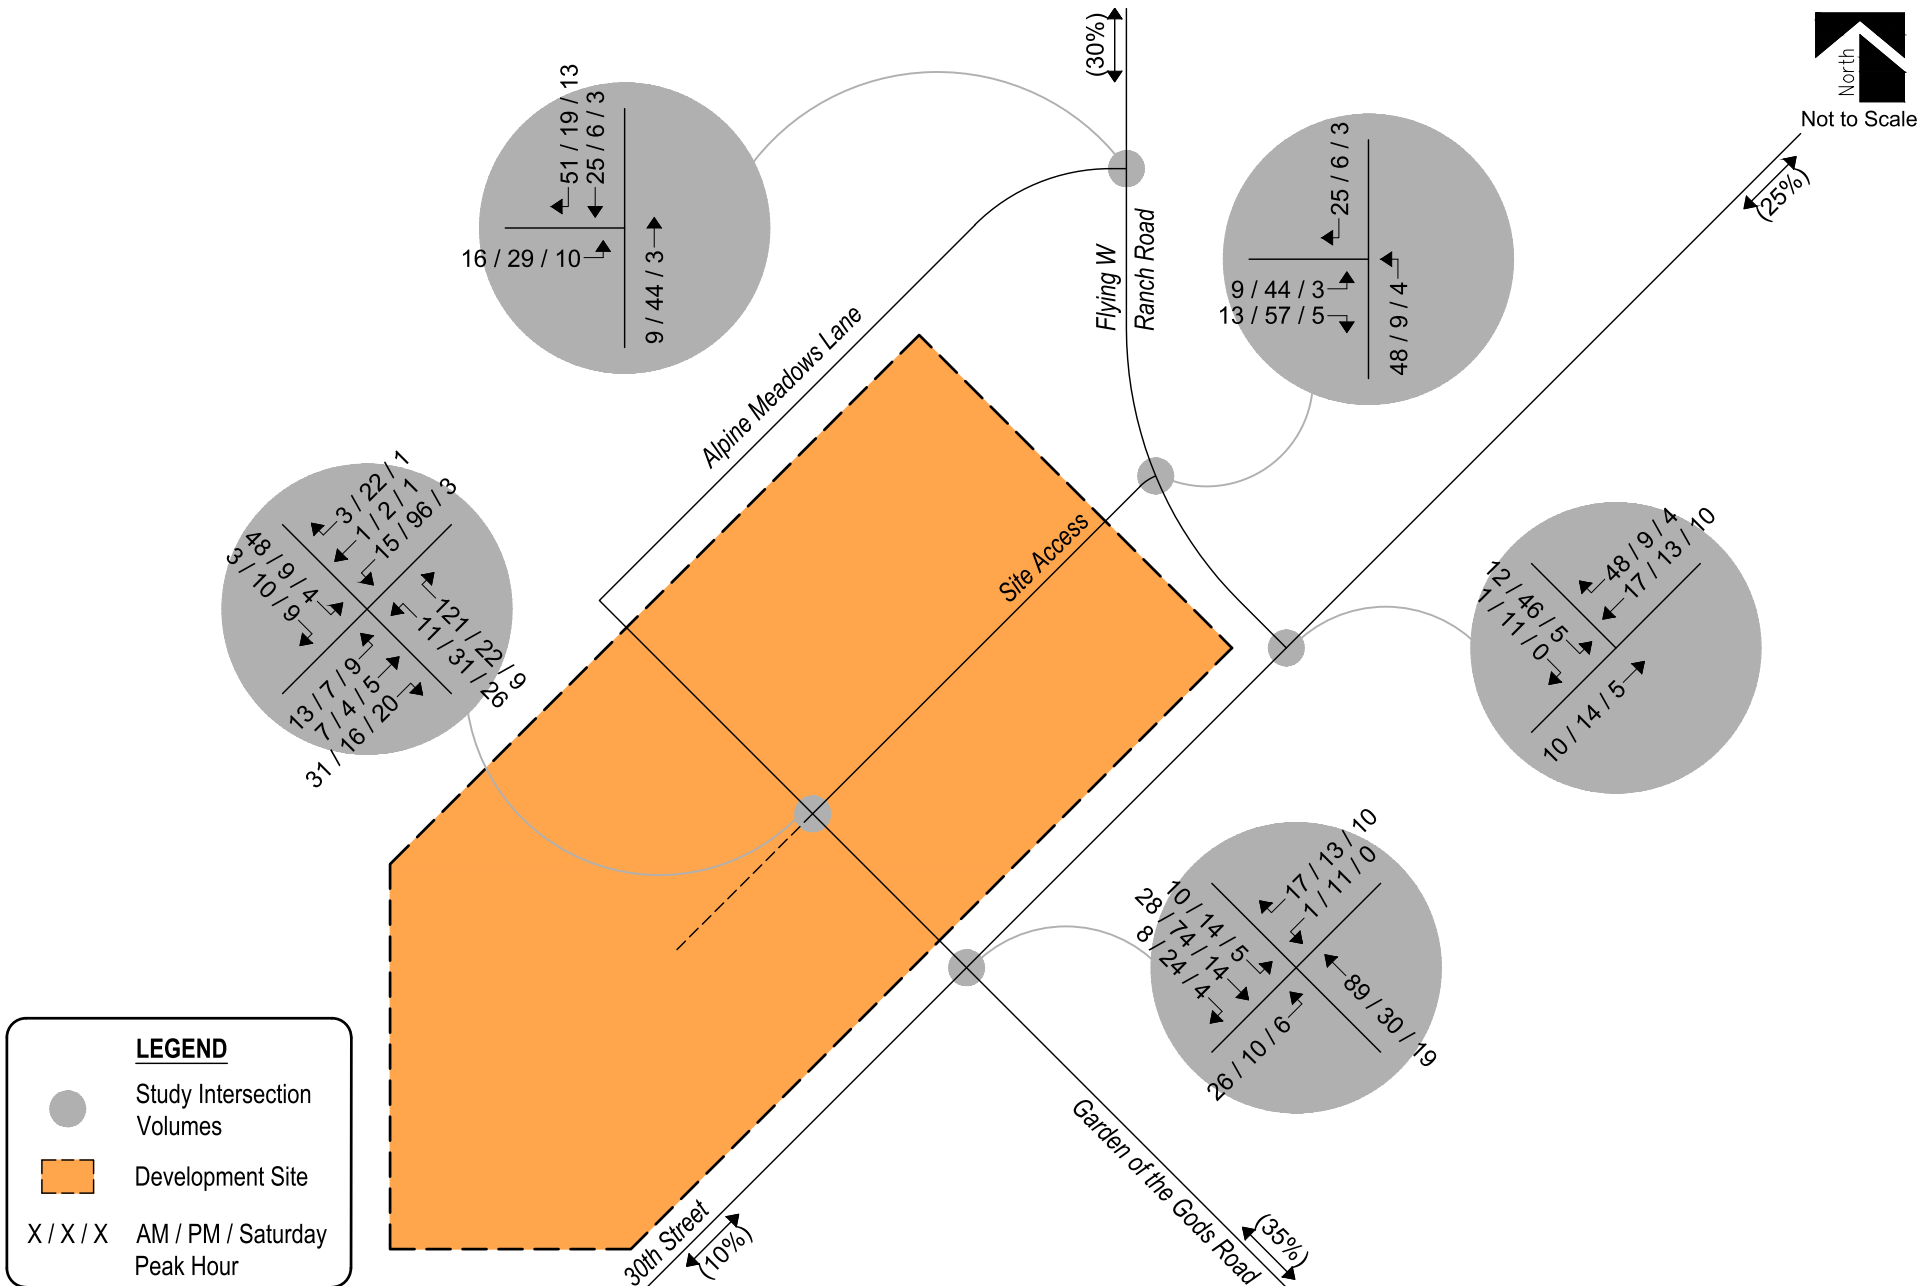 (30%)
North
Not to Scale
(25%)
51 / 19 / 13
25 / 6 / 3
16 / 29 / 10
9 / 44 / 3
25 / 6 / 3
9 / 44 / 3
13 / 57 / 5
48 / 9 / 4
Flying W
Ranch Road
Alpine Meadows Lane
Site Access
3 / 22 / 1
1 / 2 / 1
15 / 96 / 3
48 / 9 / 4
3 / 10 / 9
121 / 22 / 9
11 / 31 / 26
13 / 7 / 9
7 / 4 / 5
31 / 16 / 20
48 / 9 / 4
17 / 13 / 10
12 / 46 / 5
1 / 11 / 0
10 / 14 / 5
17 / 13 / 10
1 / 11 / 0
10 / 14 / 5
28 / 74 / 14
8 / 24 / 4
89 / 30 / 19
26 / 10 / 6
30th Street
(10%)
Garden of the Gods Road
(35%)
LEGEND
Study Intersection
Volumes
Development Site
X / X / X AM / PM / Saturday
Peak Hour